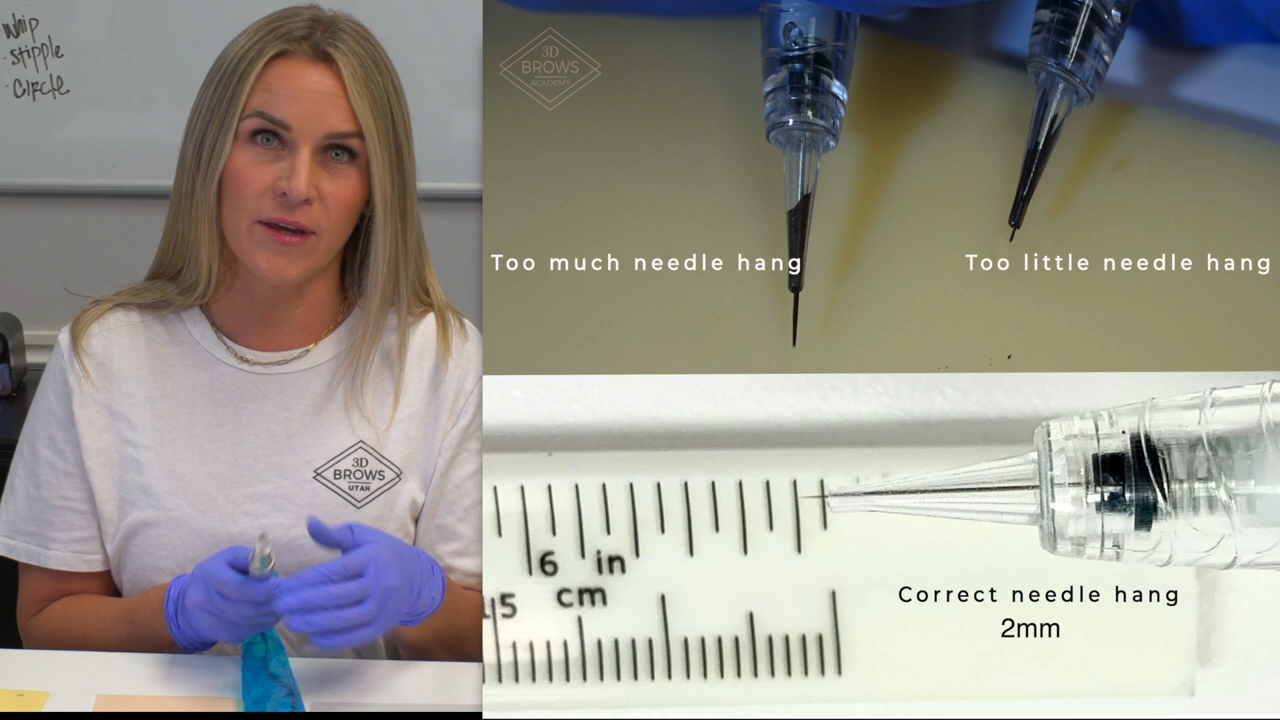 whip
· stipple
· CIrcle
3D
BROWS
UTAH
3D
BROWS
ACADEMY
Too much needle hang
Too little needle hang
6 in
15 cm
Correct needle hang
2mm